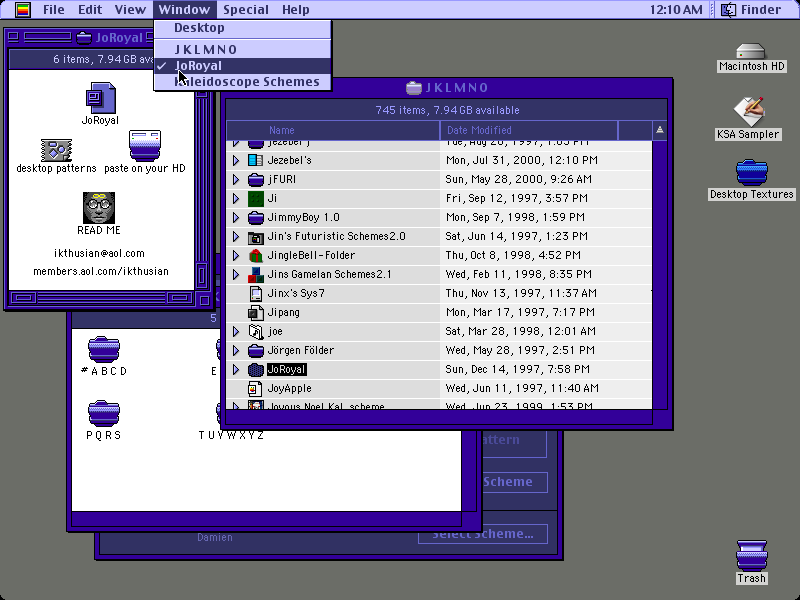 File Edit View Window Special Help 12:10 AM Finder
Desktop
J K L M N O
✓ JoRoyal
Kaleidoscope Schemes
JoRoyal
6 items, 7.94 GB ava
JoRoyal
desktop patterns paste on your HD
READ ME
ikthusian@aol.com
members.aol.com/ikthusian
J K L M N O
745 items, 7.94 GB available
Name Date Modified
jezebel j Tue, Aug 26, 1997, 1:03 PM
Jezebel's Mon, Jul 31, 2000, 12:10 PM
jFURI Sun, May 28, 2000, 9:26 AM
Ji Fri, Sep 12, 1997, 3:57 PM
JimmyBoy 1.0 Mon, Sep 7, 1998, 1:59 PM
Jin's Futuristic Schemes2.0 Sat, Jun 14, 1997, 1:23 PM
JingleBell-Folder Thu, Oct 8, 1998, 4:52 PM
Jins Gamelan Schemes2.1 Wed, Feb 11, 1998, 8:35 PM
Jinx's Sys7 Thu, Nov 13, 1997, 11:37 AM
Jipang Mon, Mar 17, 1997, 7:17 PM
joe Sat, Mar 28, 1998, 12:01 AM
Jörgen Földer Wed, May 28, 1997, 2:51 PM
JoRoyal Sun, Dec 14, 1997, 7:58 PM
JoyApple Wed, Jun 11, 1997, 11:40 AM
Joyous Noel Kal. scheme Wed, Jun 23, 1999, 1:53 PM
5
# A B C D
E
P Q R S
T U V W X Y Z
attern
Scheme
Select Scheme...
Damien
Macintosh HD
KSA Sampler
Desktop Textures
Trash